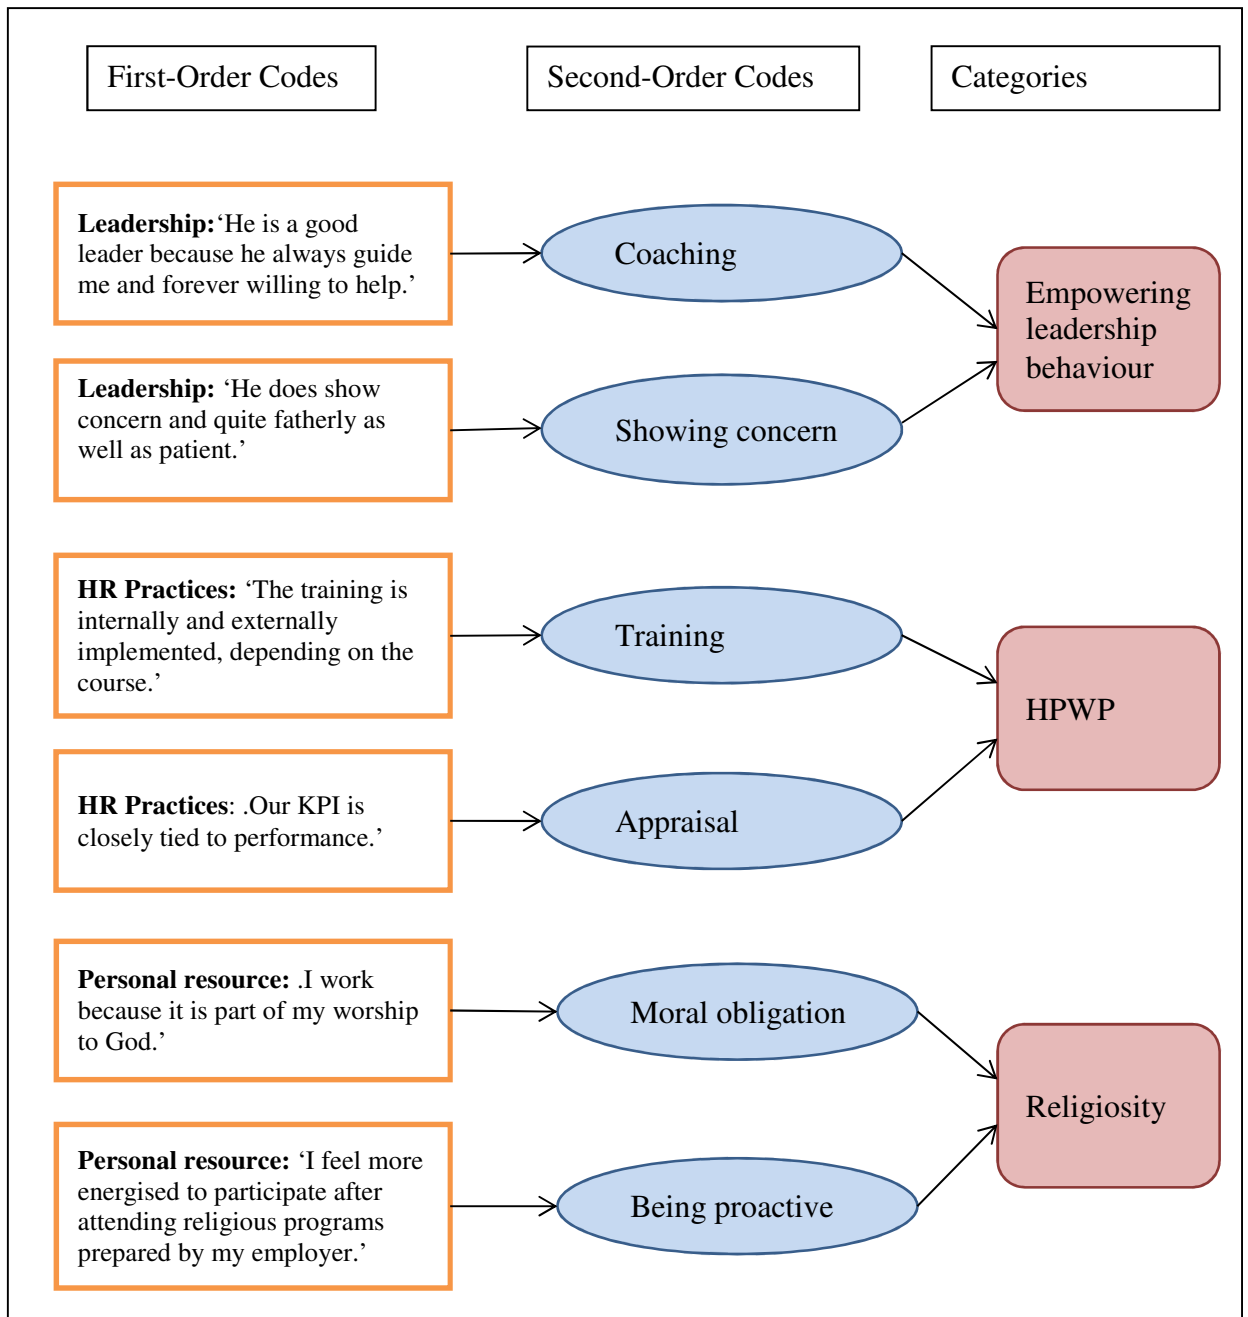 First-Order Codes
Second-Order Codes
Categories
Leadership:‘He is a good
leader because he always guide
me and forever willing to help.’
Coaching
Empowering
leadership
behaviour
Leadership: ‘He does show
concern and quite fatherly as
well as patient.’
Showing concern
HR Practices: ‘The training is
internally and externally
implemented, depending on the
course.’
Training
HPWP
HR Practices: .Our KPI is
closely tied to performance.’
Appraisal
Personal resource: .I work
because it is part of my worship
to God.’
Moral obligation
Religiosity
Personal resource: ‘I feel more
energised to participate after
attending religious programs
prepared by my employer.’
Being proactive